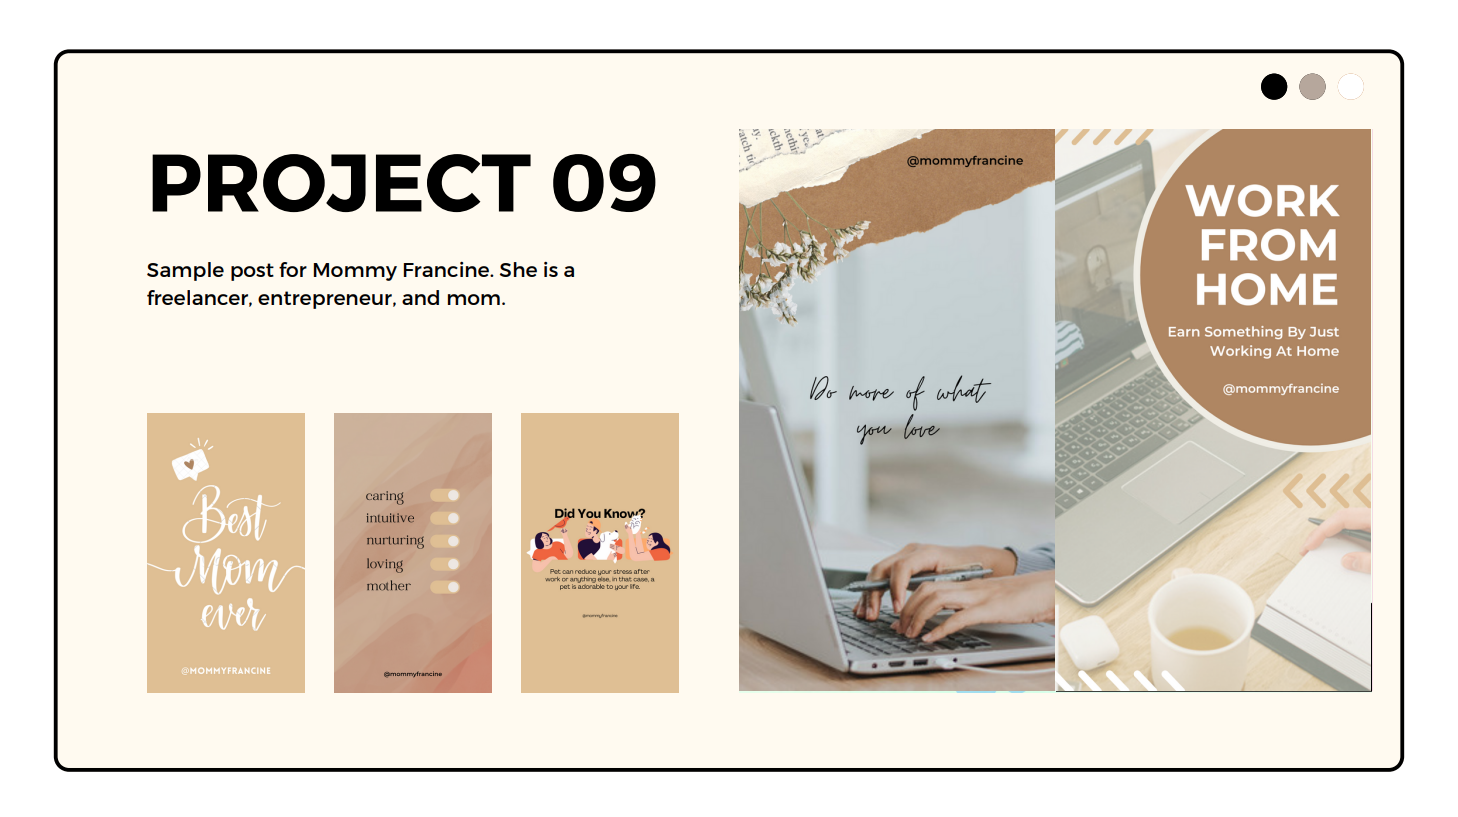 PROJECT 09
Sample post for Mommy Francine. She is a
freelancer, entrepreneur, and mom.
Best
Mom
ever
@MOMMYFRANCINE
caring
intuitive
nurturing
loving
mother
@mommyfrancine
Did You Know?
Pet can reduce your stress after
work or anything else, in that case, a
pet is adorable to your life.
@mommyfrancine
@mommyfrancine
Do more of what
you love
WORK
FROM
HOME
Earn Something By Just
Working At Home
@mommyfrancine